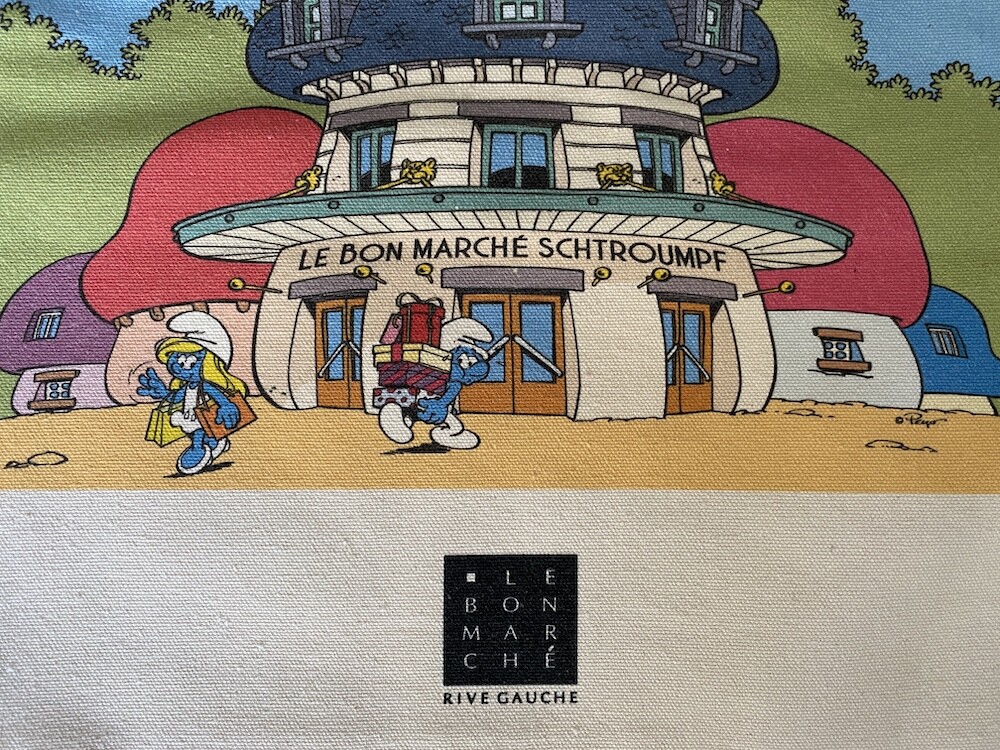 LE BON MARCHÉ SCHTROUMPF
© Peyo
LE
BON
MAR
CHÉ
RIVE GAUCHE